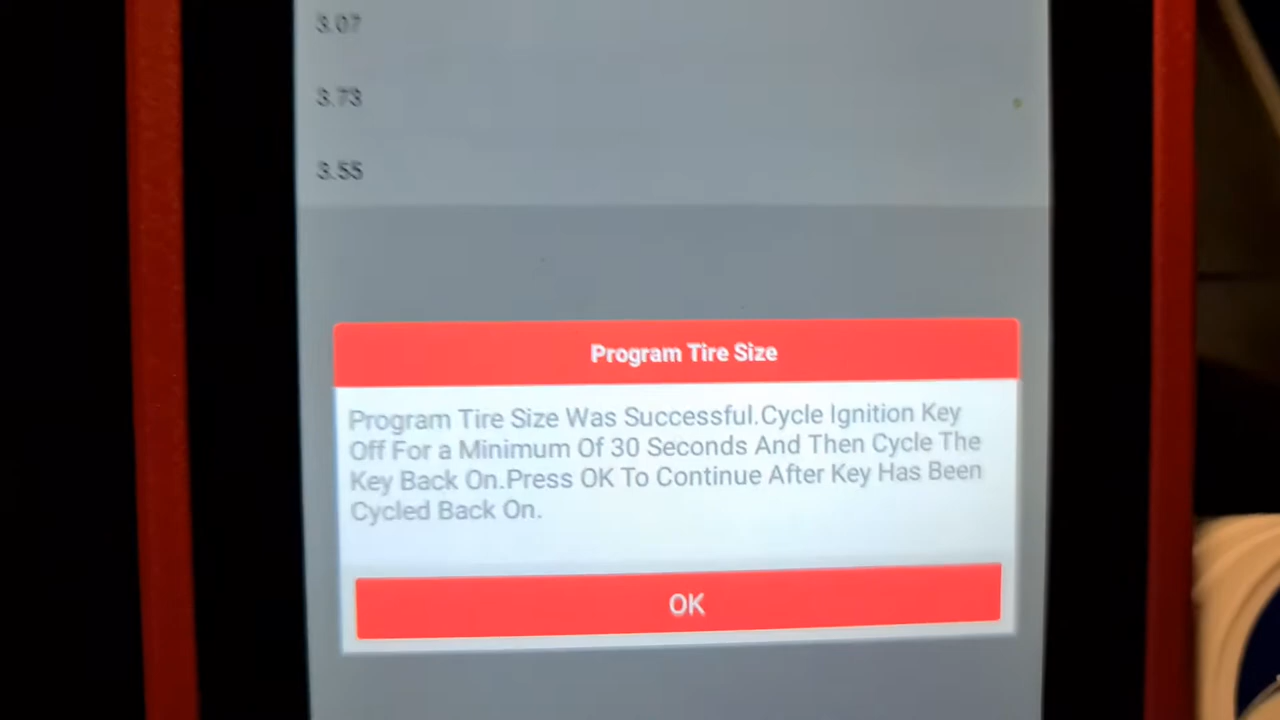 3.07
3.73
3.55
Program Tire Size
Program Tire Size Was Successful.Cycle Ignition Key
Off For a Minimum Of 30 Seconds And Then Cycle The
Key Back On.Press OK To Continue After Key Has Been
Cycled Back On.
OK